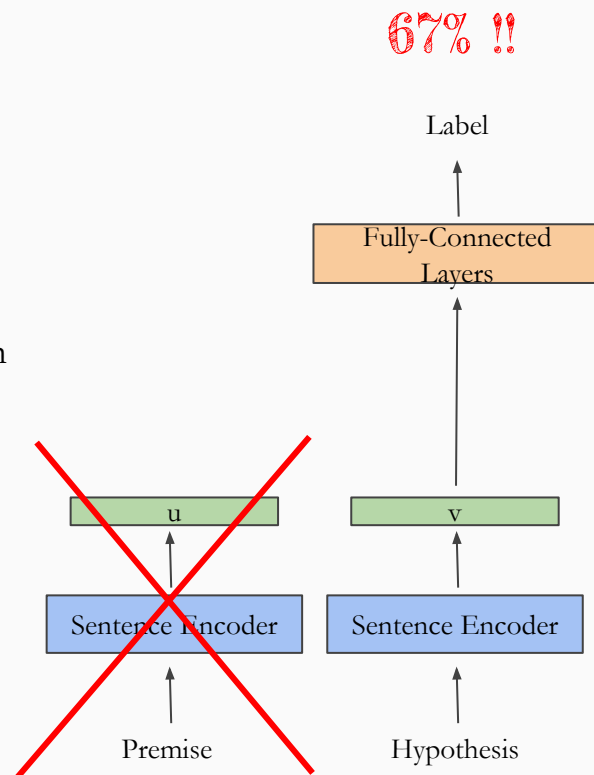 67% !!
Label
Fully-Connected
Layers
n
u
v
Sentence Encoder
Sentence Encoder
Premise
Hypothesis